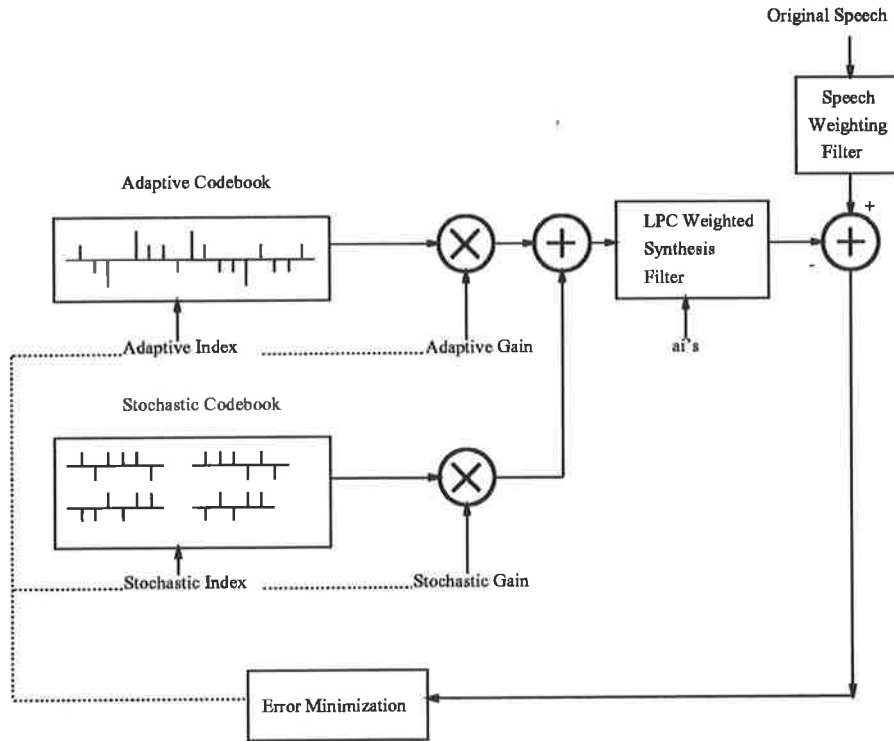 Original Speech
Speech
Weighting
Filter
Adaptive Codebook
+
LPC Weighted
Synthesis
Filter
-
Adaptive Index
Adaptive Gain
ai's
Stochastic Codebook
Stochastic Index
Stochastic Gain
Error Minimization